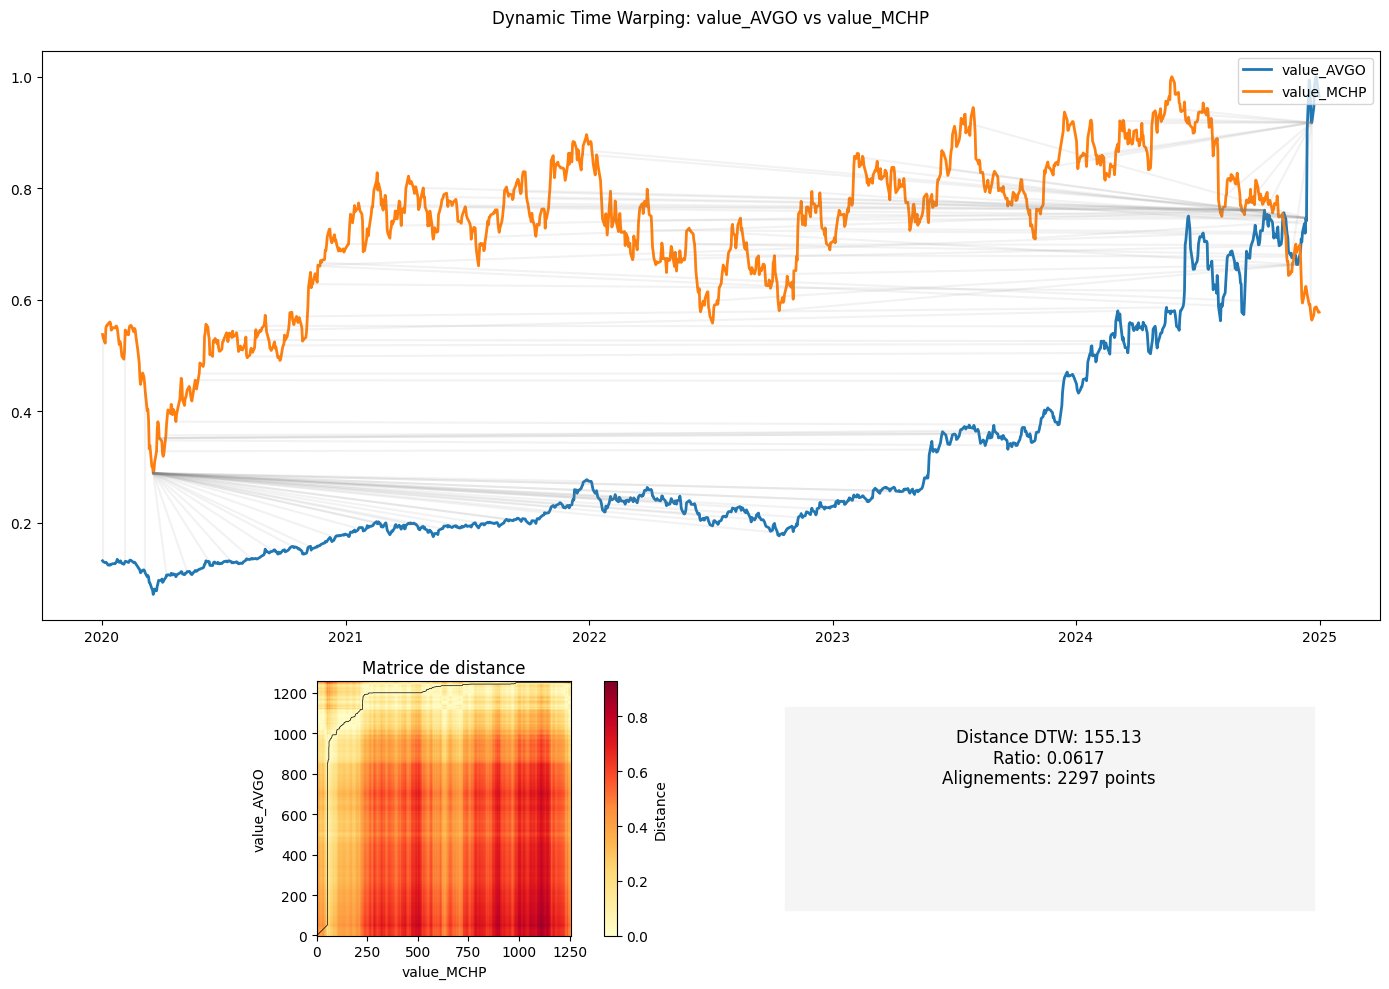 Dynamic Time Warping: value_AVGO vs value_MCHP
value_AVGO
value_MCHP
1.0
0.8
0.6
0.4
0.2
2020 2021 2022 2023 2024 2025
Matrice de distance
value_AVGO
1200
1000
800
600
400
200
0
0 250 500 750 1000 1250
value_MCHP
0.8
0.6
0.4
0.2
0.0
Distance
Distance DTW: 155.13
Ratio: 0.0617
Alignements: 2297 points